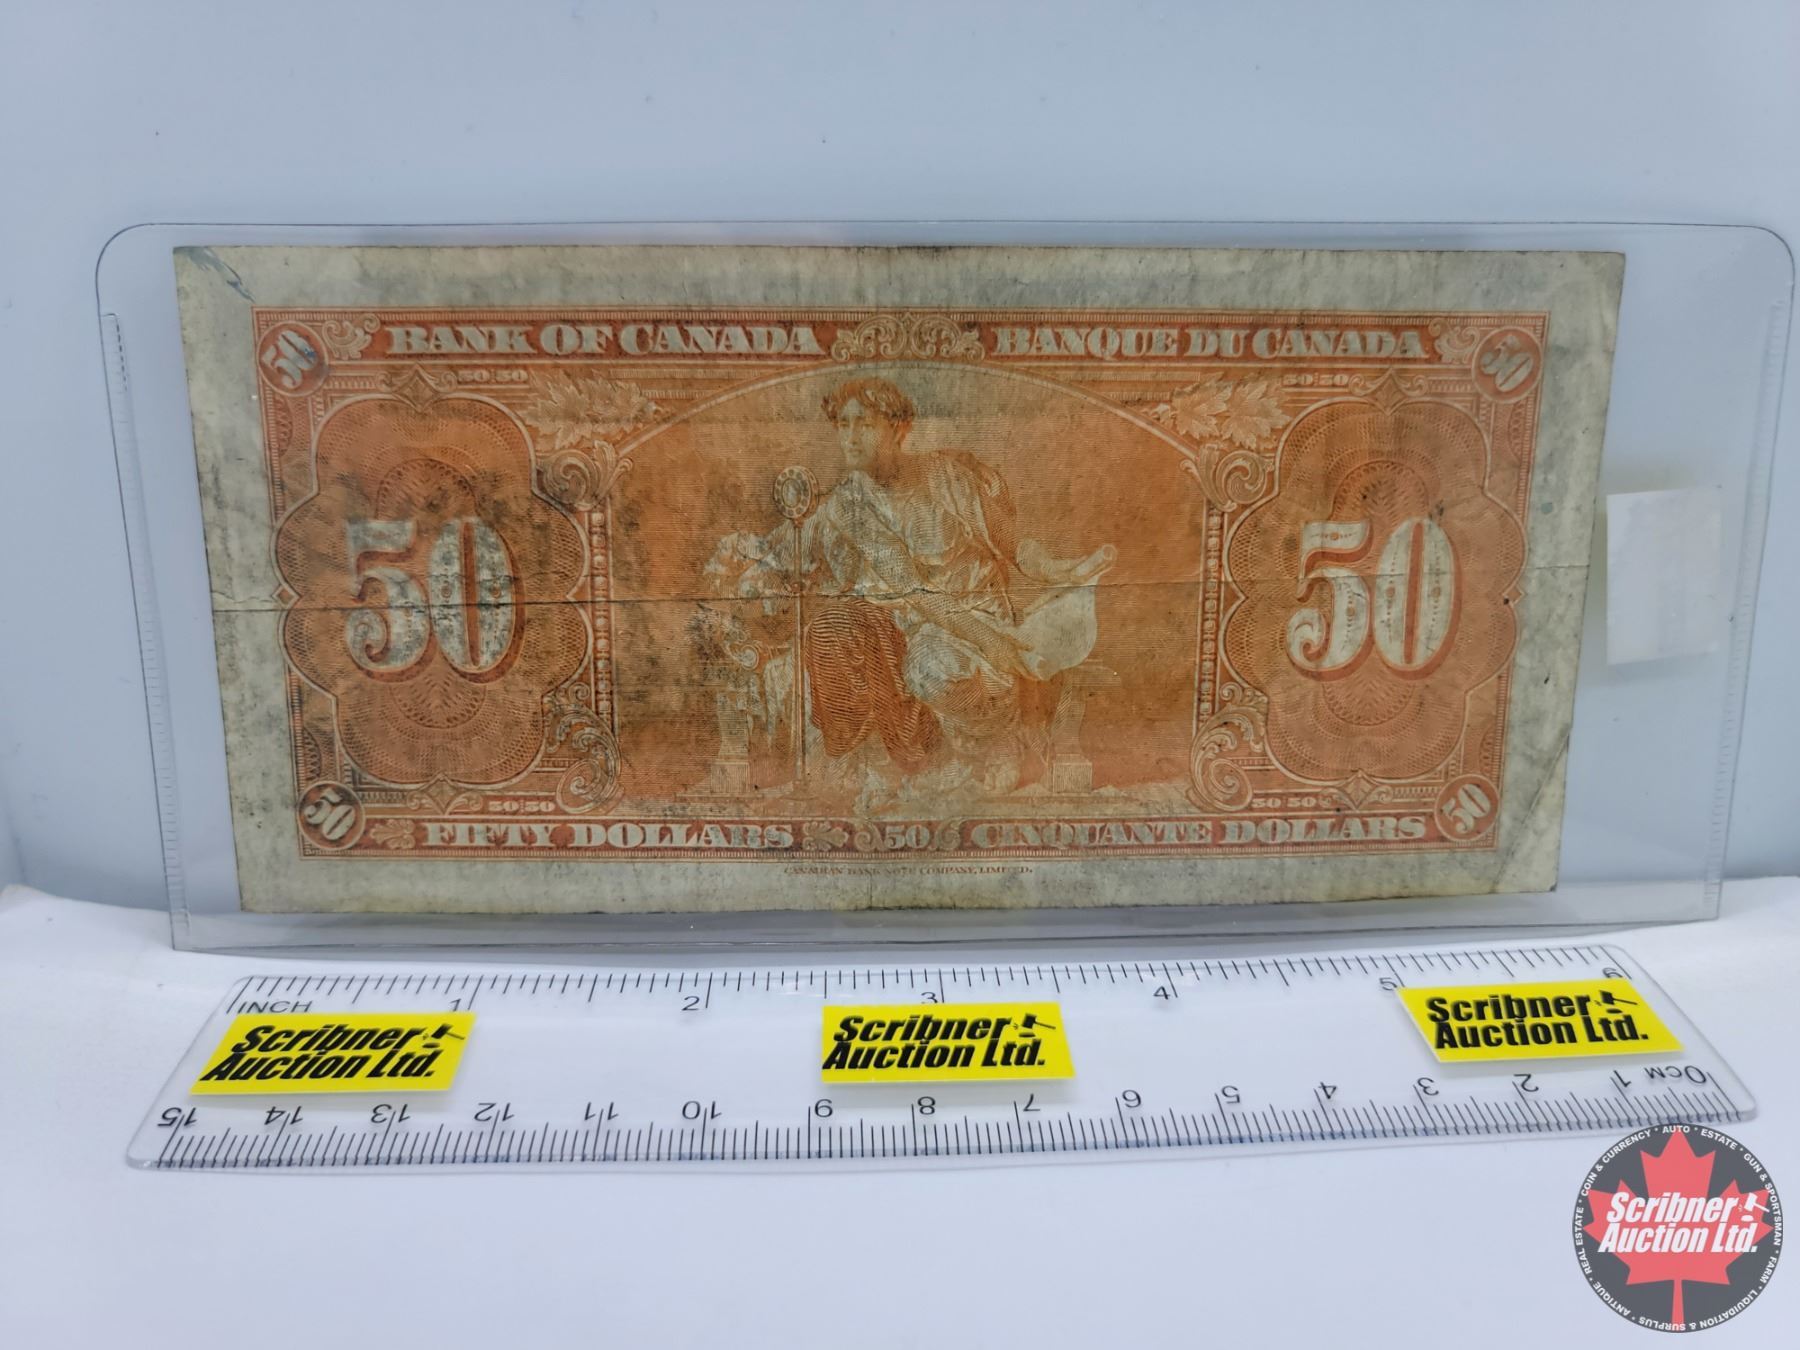 BANK OF CANADA BANQUE DU CANADA
50 50
50:50 50:50
50 50
50:50 50:50
50 FIFTY DOLLARS 50 CINQUANTE DOLLARS 50
CANADIAN BANK NOTE COMPANY, LIMITED.
INCH 1 2 3 4 5 6
Scribner
Auction Ltd.
Scribner
Auction Ltd.
Scribner
Auction Ltd.
15 14 13 12 11 10 9 8 7 6 5 4 3 2 1 0CM
COIN & CURRENCY * AUTO * ESTATE * GUN & SPORTSMAN * FARM * LIQUIDATION & SURPLUS * ANTIQUE * REAL ESTATE *
Scribner
Auction Ltd.